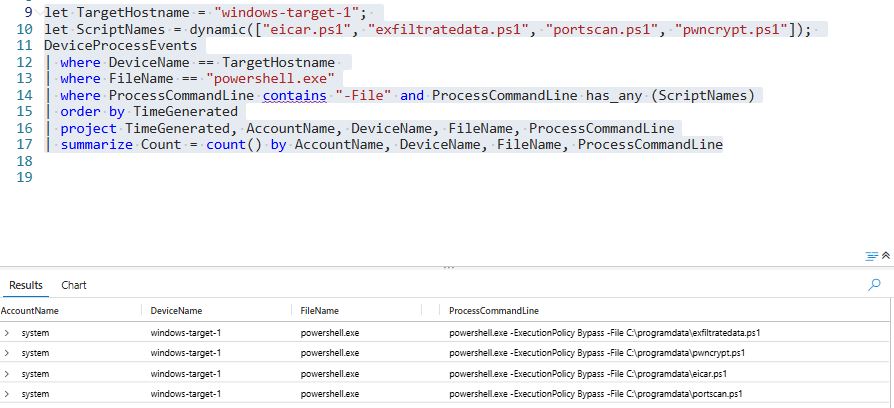 9 let TargetHostname = "windows-target-1";
10 let ScriptNames = dynamic(["eicar.ps1", "exfiltratedata.ps1", "portscan.ps1", "pwncrypt.ps1"]);
11 DeviceProcessEvents
12 | where DeviceName == TargetHostname
13 | where FileName == "powershell.exe"
14 | where ProcessCommandLine contains "-File" and ProcessCommandLine has_any (ScriptNames)
15 | order by TimeGenerated
16 | project TimeGenerated, AccountName, DeviceName, FileName, ProcessCommandLine
17 | summarize Count = count() by AccountName, DeviceName, FileName, ProcessCommandLine
18
19
Results Chart
AccountName DeviceName FileName ProcessCommandLine
system windows-target-1 powershell.exe powershell.exe -ExecutionPolicy Bypass -File C:\programdata\exfiltratedata.ps1
system windows-target-1 powershell.exe powershell.exe -ExecutionPolicy Bypass -File C:\programdata\pwncrypt.ps1
system windows-target-1 powershell.exe powershell.exe -ExecutionPolicy Bypass -File C:\programdata\eicar.ps1
system windows-target-1 powershell.exe powershell.exe -ExecutionPolicy Bypass -File C:\programdata\portscan.ps1